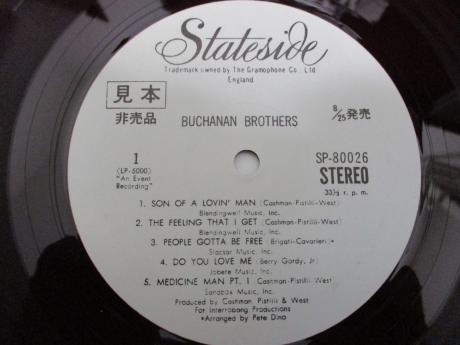 Stateside
Trademark owned by The Gramophone Co. Ltd
England
見本
非売品
BUCHANAN BROTHERS
8/25発売
1
(LP-5000)
"An Event
Recording"
SP-80026
STEREO
33⅓ r. p. m.
1. SON OF A LOVIN' MAN (Cashman-Pistilli-West)
Blendingwell Music, Inc.
2. THE FEELING THAT I GET (Cashman-Pistilli-West)
Blendingwell Music, Inc.
3. PEOPLE GOTTA BE FREE (Brigati-Cavalieri)*
Slacsar Music, Inc.
4. DO YOU LOVE ME (Berry Gordy, Jr)
Jobete Music, Inc.
5. MEDICINE MAN PT. I (Cashman-Pistilli-West)
Sandbox Music, Inc.
Produced by Cashman, Pistilli & West
For Interrobang Productions
*Arranged by Pete Dino